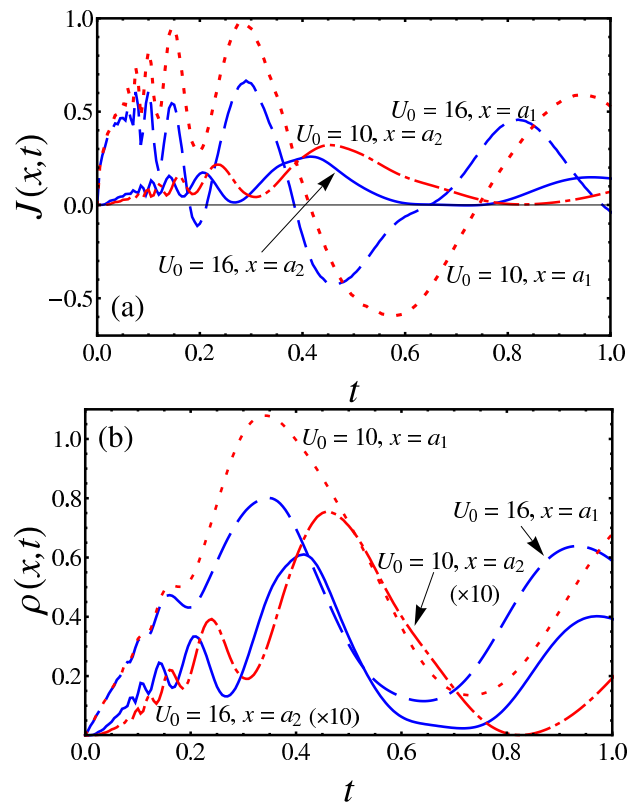 1.0
U₀ = 16, x = a₁
0.5
U₀ = 10, x = a₂
J(x,t)
0.0
U₀ = 16, x = a₂
U₀ = 10, x = a₁
−0.5
(a)
0.0 0.2 0.4 0.6 0.8 1.0
t
(b)
1.0
U₀ = 10, x = a₁
0.8
U₀ = 16, x = a₁
ρ(x,t)
0.6
U₀ = 10, x = a₂
(×10)
0.4
0.2
U₀ = 16, x = a₂ (×10)
0.0 0.2 0.4 0.6 0.8 1.0
t